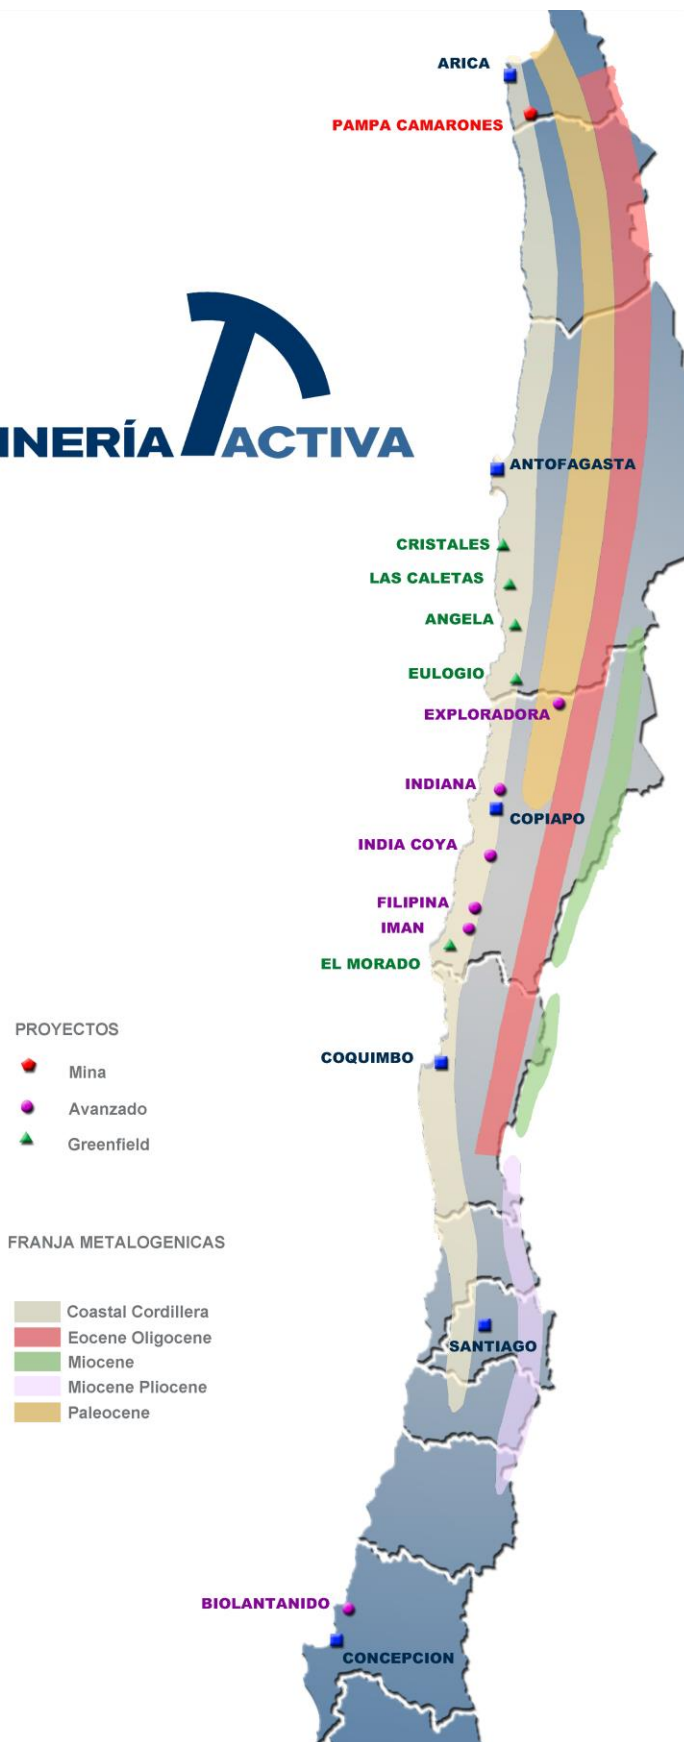 ARICA
PAMPA CAMARONES
INERÍA ACTIVA
ANTOFAGASTA
CRISTALES
LAS CALETAS
ANGELA
EULOGIO
EXPLORADORA
INDIANA
COPIAPO
INDIA COYA
FILIPINA
IMAN
EL MORADO
PROYECTOS
COQUIMBO
Mina
Avanzado
Greenfield
FRANJA METALOGENICAS
Coastal Cordillera
Eocene Oligocene
SANTIAGO
Miocene
Miocene Pliocene
Paleocene
BIOLANTANIDO
CONCEPCION